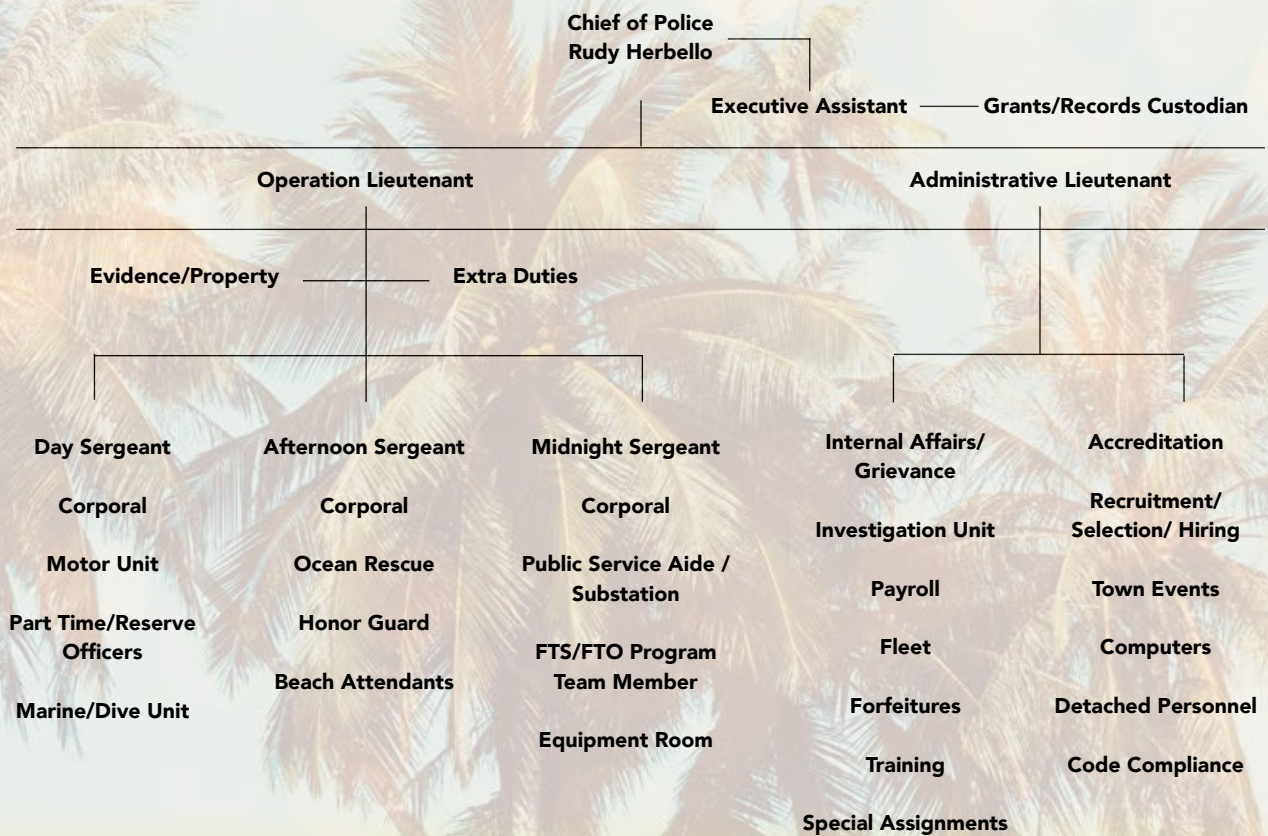 Chief of Police
Rudy Herbello
Executive Assistant
Grants/Records Custodian
Operation Lieutenant
Administrative Lieutenant
Evidence/Property
Extra Duties
Day Sergeant
Corporal
Motor Unit
Part Time/Reserve
Officers
Marine/Dive Unit
Afternoon Sergeant
Corporal
Ocean Rescue
Honor Guard
Beach Attendants
Midnight Sergeant
Corporal
Public Service Aide /
Substation
FTS/FTO Program
Team Member
Equipment Room
Internal Affairs/
Grievance
Investigation Unit
Payroll
Fleet
Forfeitures
Training
Special Assignments
Accreditation
Recruitment/
Selection/ Hiring
Town Events
Computers
Detached Personnel
Code Compliance